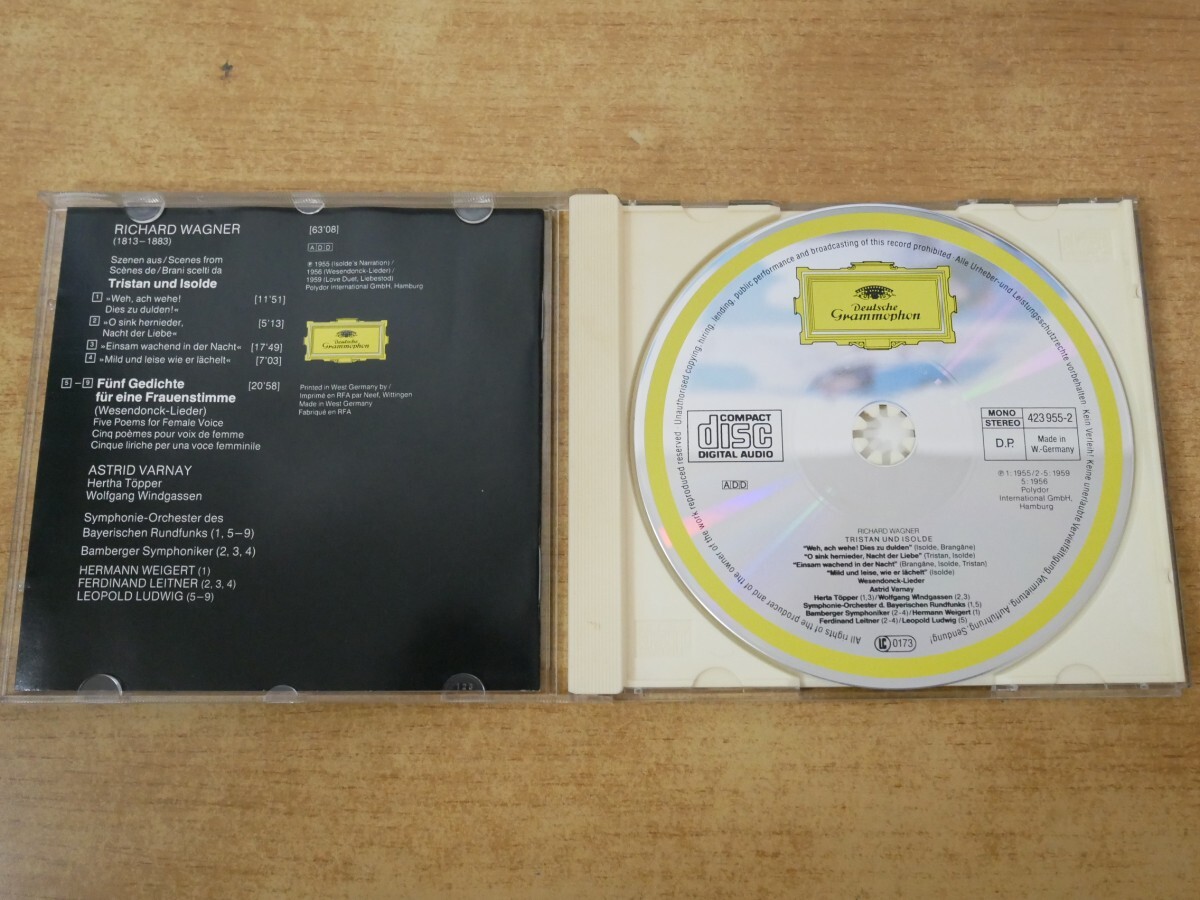 RICHARD WAGNER
(1813–1883)
Szenen aus/Scenes from
Scènes de/Brani scelti da
Tristan und Isolde
1 »Weh, ach wehe! [11'51]
Dies zu dulden!«
2 »O sink hernieder, [5'13]
Nacht der Liebe«
3 »Einsam wachend in der Nacht« [17'49]
4 »Mild und leise wie er lächelt« [7'03]
5 – 9 Fünf Gedichte [20'58]
für eine Frauenstimme
(Wesendonck-Lieder)
Five Poems for Female Voice
Cinq poèmes pour voix de femme
Cinque liriche per una voce femminile
ASTRID VARNAY
Hertha Töpper
Wolfgang Windgassen
Symphonie-Orchester des
Bayerischen Rundfunks (1, 5–9)
Bamberger Symphoniker (2, 3, 4)
HERMANN WEIGERT (1)
FERDINAND LEITNER (2, 3, 4)
LEOPOLD LUDWIG (5–9)
[63'08]
ADD
℗ 1955 (Isolde's Narration) /
1956 (Wesendonck-Lieder) /
1959 (Love Duet, Liebestod)
Polydor International GmbH, Hamburg
Deutsche
Grammophon
Printed in West Germany by /
Imprimé en RFA par Neef, Wittingen
Made in West Germany
Fabriqué en RFA
Deutsche
Grammophon
COMPACT
disc
DIGITAL AUDIO
ADD
MONO
STEREO
423 955-2
D.P.
Made in
W.-Germany
℗ 1: 1955/2-5: 1959
5: 1956
Polydor
International GmbH,
Hamburg
RICHARD WAGNER
TRISTAN UND ISOLDE
"Weh, ach wehe! Dies zu dulden" (Isolde, Brangäne)
"O sink hernieder, Nacht der Liebe" (Tristan, Isolde)
"Einsam wachend in der Nacht" (Brangäne, Isolde, Tristan)
"Mild und leise, wie er lächelt" (Isolde)
Wesendonck-Lieder
Astrid Varnay
Herta Töpper (1,3)/Wolfgang Windgassen (2,3)
Symphonie-Orchester d. Bayerischen Rundfunks (1,5)
Bamberger Symphoniker (2-4)/Hermann Weigert (1)
Ferdinand Leitner (2-4)/Leopold Ludwig (5)
LC 0173
All rights of the producer and of the owner of the work reproduced reserved · Unauthorised copying, hiring, lending, public performance and broadcasting of this record prohibited · Alle Urheber- und Leistungsschutzrechte vorbehalten · Kein Verleih! Keine unerlaubte Vervielfältigung, Vermietung, Aufführung, Sendung!